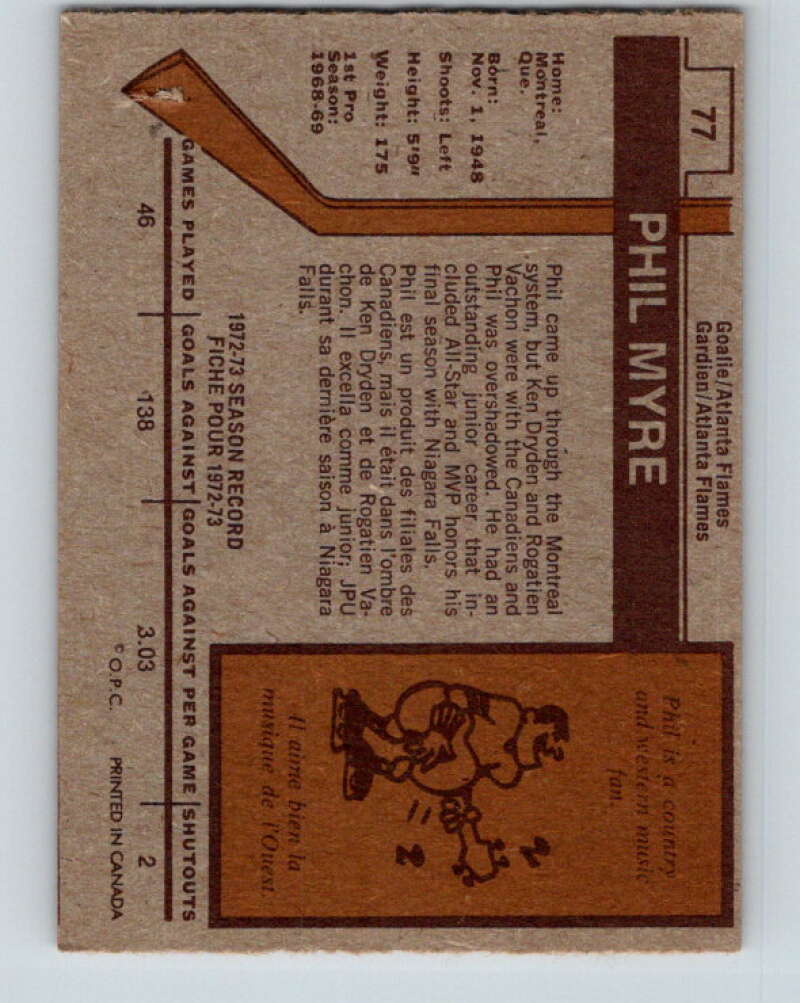 77
Goalie/Atlanta Flames
Gardien/Atlanta Flames
PHIL MYRE
Home:
Montreal,
Que.
Born:
Nov. 1, 1948
Shoots: Left
Height: 5'9"
Weight: 175
1st Pro
Season:
1968-69
Phil came up through the Montreal
system, but Ken Dryden and Rogatien
Vachon were with the Canadiens and
Phil was overshadowed. He had an
outstanding junior career that in-
cluded All-Star and MVP honors his
final season with Niagara Falls.
Phil est un produit des filiales des
Canadiens, mais il était dans l'ombre
de Ken Dryden et de Rogatien Va-
chon. Il excella comme junior; JPU
durant sa dernière saison à Niagara
Falls.
Phil is a country
and western music
fan.
Il aime bien la
musique de l'Ouest.
1972-73 SEASON RECORD
FICHE POUR 1972-73
GAMES PLAYED GOALS AGAINST GOALS AGAINST PER GAME SHUTOUTS
46 138 3.03 2
© O.P.C. PRINTED IN CANADA